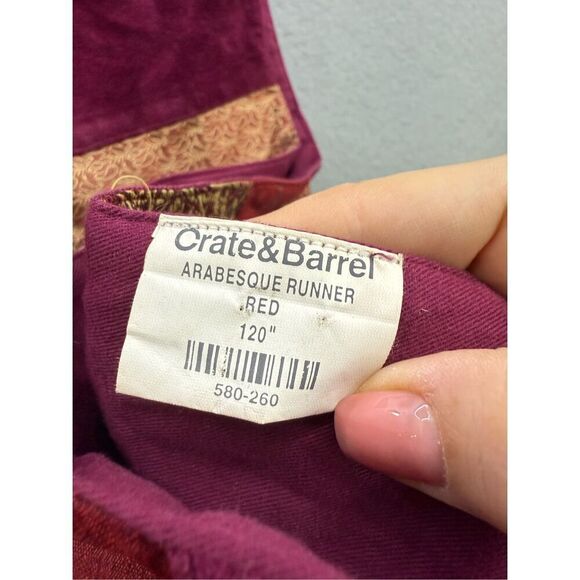 Crate&Barrel
ARABESQUE RUNNER
RED
120"
580-260